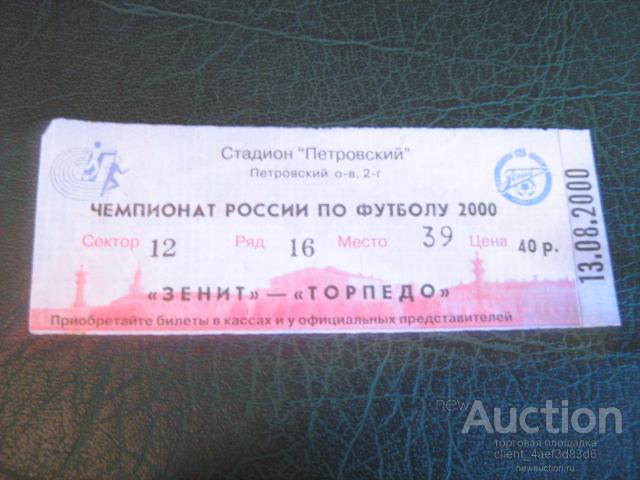 Стадион "Петровский"
Петровский о-в, 2-г
Зенит
ЧЕМПИОНАТ РОССИИ ПО ФУТБОЛУ 2000
Сектор 12 Ряд 16 Место 39 Цена 40 р.
«ЗЕНИТ» — «ТОРПЕДО»
Приобретайте билеты в кассах и у официальных представителей
13.08.2000
new Auction
торговая площадка
client_4aef3d83d6
newauction.ru